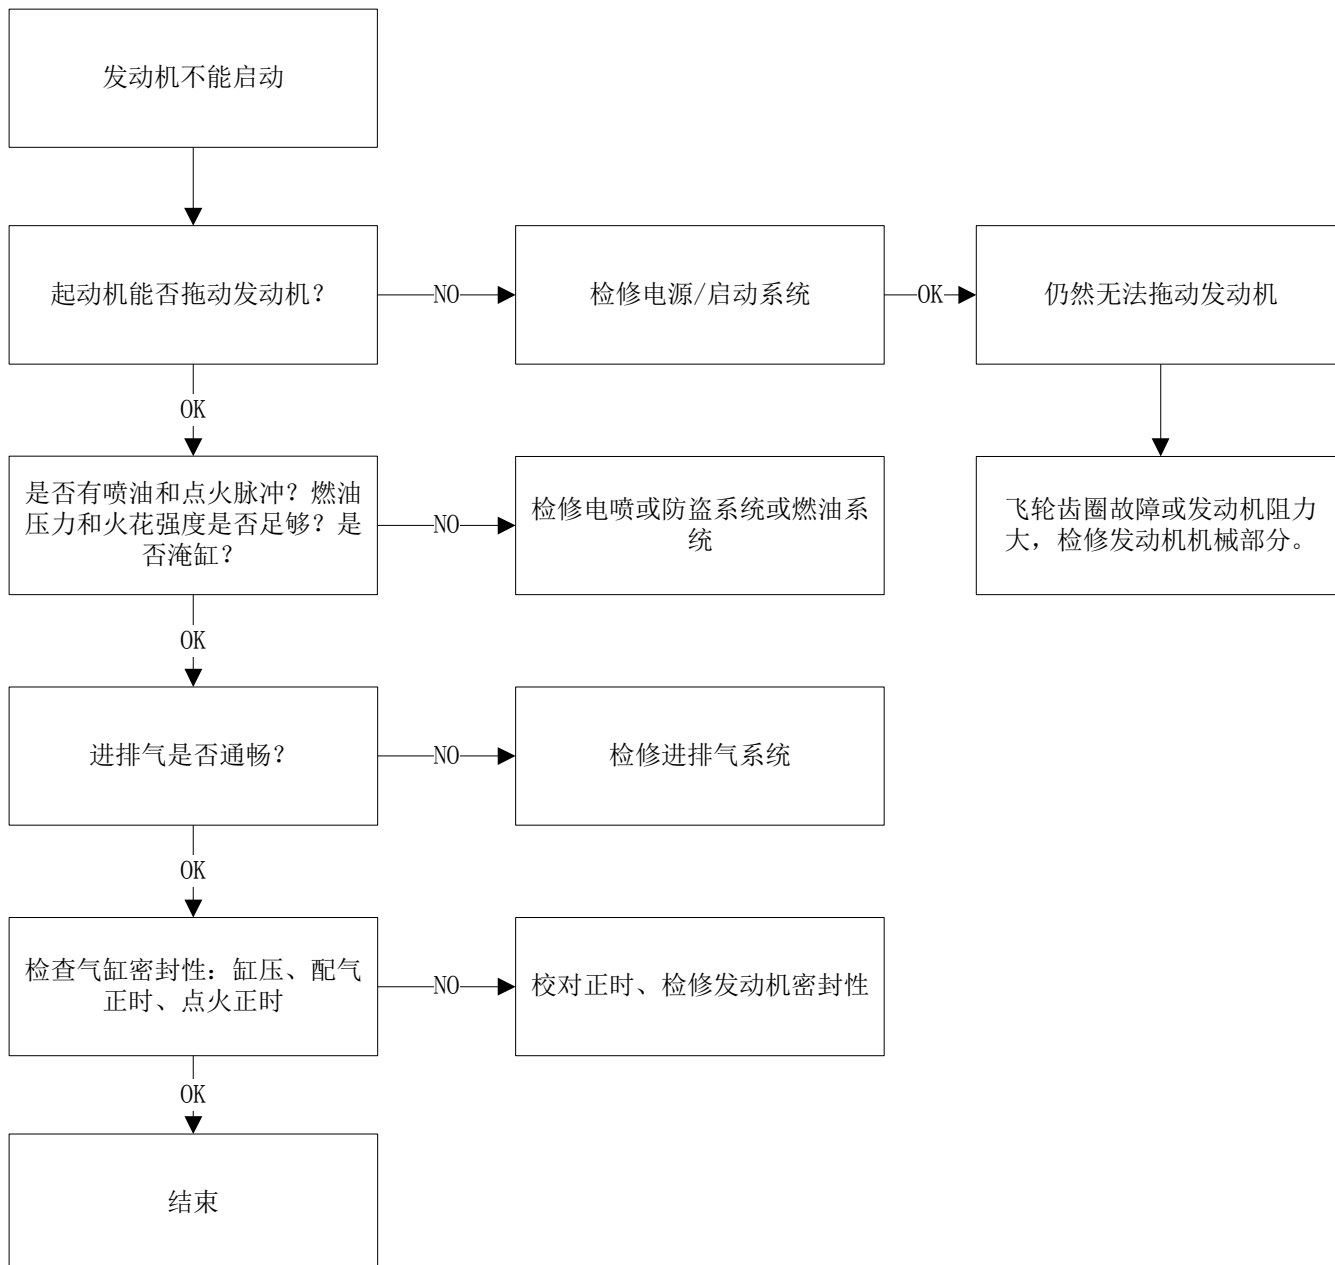 发动机不能启动
起动机能否拖动发动机？
NO
检修电源/启动系统
OK
仍然无法拖动发动机
OK
是否有喷油和点火脉冲？燃油
压力和火花强度是否足够？是
否淹缸？
NO
检修电喷或防盗系统或燃油系
统
飞轮齿圈故障或发动机阻力
大，检修发动机机械部分。
OK
进排气是否通畅？
NO
检修进排气系统
OK
检查气缸密封性：缸压、配气
正时、点火正时
NO
校对正时、检修发动机密封性
OK
结束